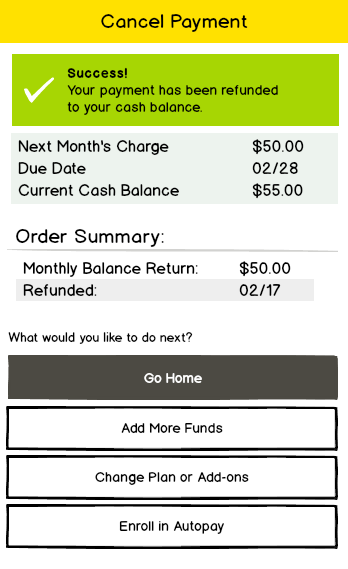 Cancel Payment
Success!
Your payment has been refunded
to your cash balance.
Next Month's Charge $50.00
Due Date 02/28
Current Cash Balance $55.00
Order Summary:
Monthly Balance Return: $50.00
Refunded: 02/17
What would you like to do next?
Go Home
Add More Funds
Change Plan or Add-ons
Enroll in Autopay